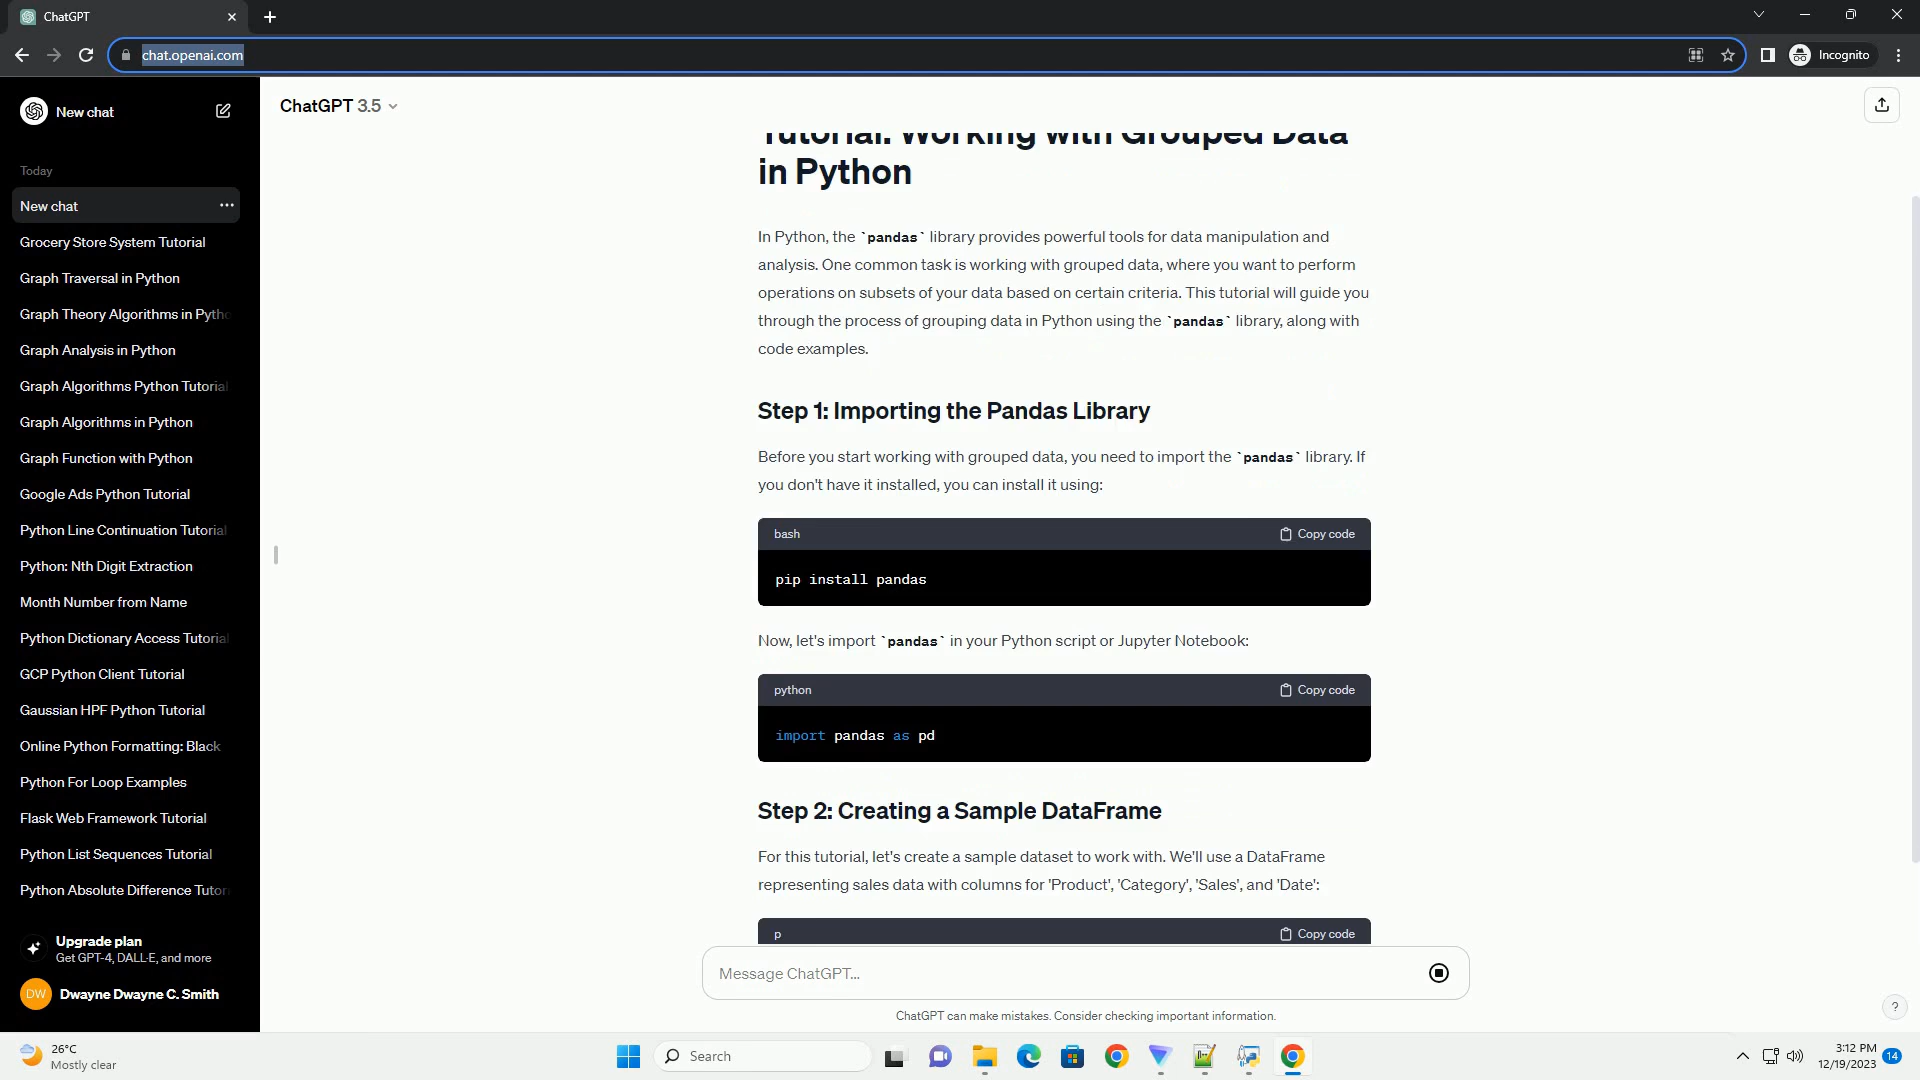 ChatGPT
chat.openai.com
Incognito
New chat
Today
New chat
Grocery Store System Tutorial
Graph Traversal in Python
Graph Theory Algorithms in Pytho
Graph Analysis in Python
Graph Algorithms Python Tutorial
Graph Algorithms in Python
Graph Function with Python
Google Ads Python Tutorial
Python Line Continuation Tutorial
Python: Nth Digit Extraction
Month Number from Name
Python Dictionary Access Tutorial
GCP Python Client Tutorial
Gaussian HPF Python Tutorial
Online Python Formatting: Black
Python For Loop Examples
Flask Web Framework Tutorial
Python List Sequences Tutorial
Python Absolute Difference Tutor
Upgrade plan
Get GPT-4, DALL·E, and more
DW
Dwayne Dwayne C. Smith
ChatGPT 3.5
Tutorial: Working with Grouped Data
in Python
In Python, the `pandas` library provides powerful tools for data manipulation and
analysis. One common task is working with grouped data, where you want to perform
operations on subsets of your data based on certain criteria. This tutorial will guide you
through the process of grouping data in Python using the `pandas` library, along with
code examples.
Step 1: Importing the Pandas Library
Before you start working with grouped data, you need to import the `pandas` library. If
you don't have it installed, you can install it using:
bash
Copy code
pip install pandas
Now, let's import `pandas` in your Python script or Jupyter Notebook:
python
Copy code
import pandas as pd
Step 2: Creating a Sample DataFrame
For this tutorial, let's create a sample dataset to work with. We'll use a DataFrame
representing sales data with columns for 'Product', 'Category', 'Sales', and 'Date':
p
Copy code
Message ChatGPT...
ChatGPT can make mistakes. Consider checking important information.
?
26°C
Mostly clear
Search
3:12 PM
12/19/2023
14